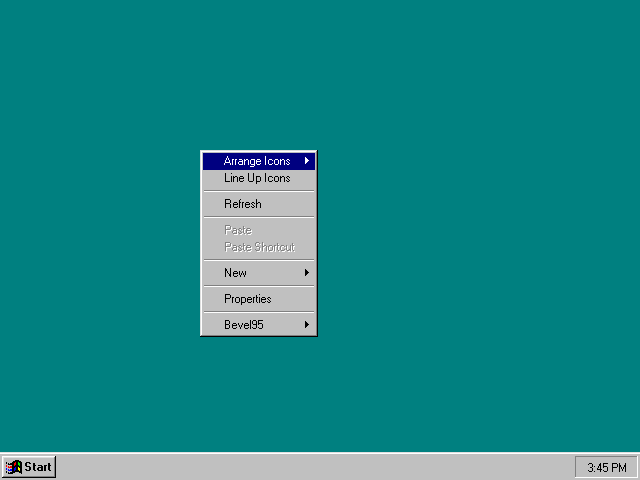 Arrange Icons
Line Up Icons
Refresh
Paste
Paste Shortcut
New
Properties
Bevel95
Start
3:45 PM